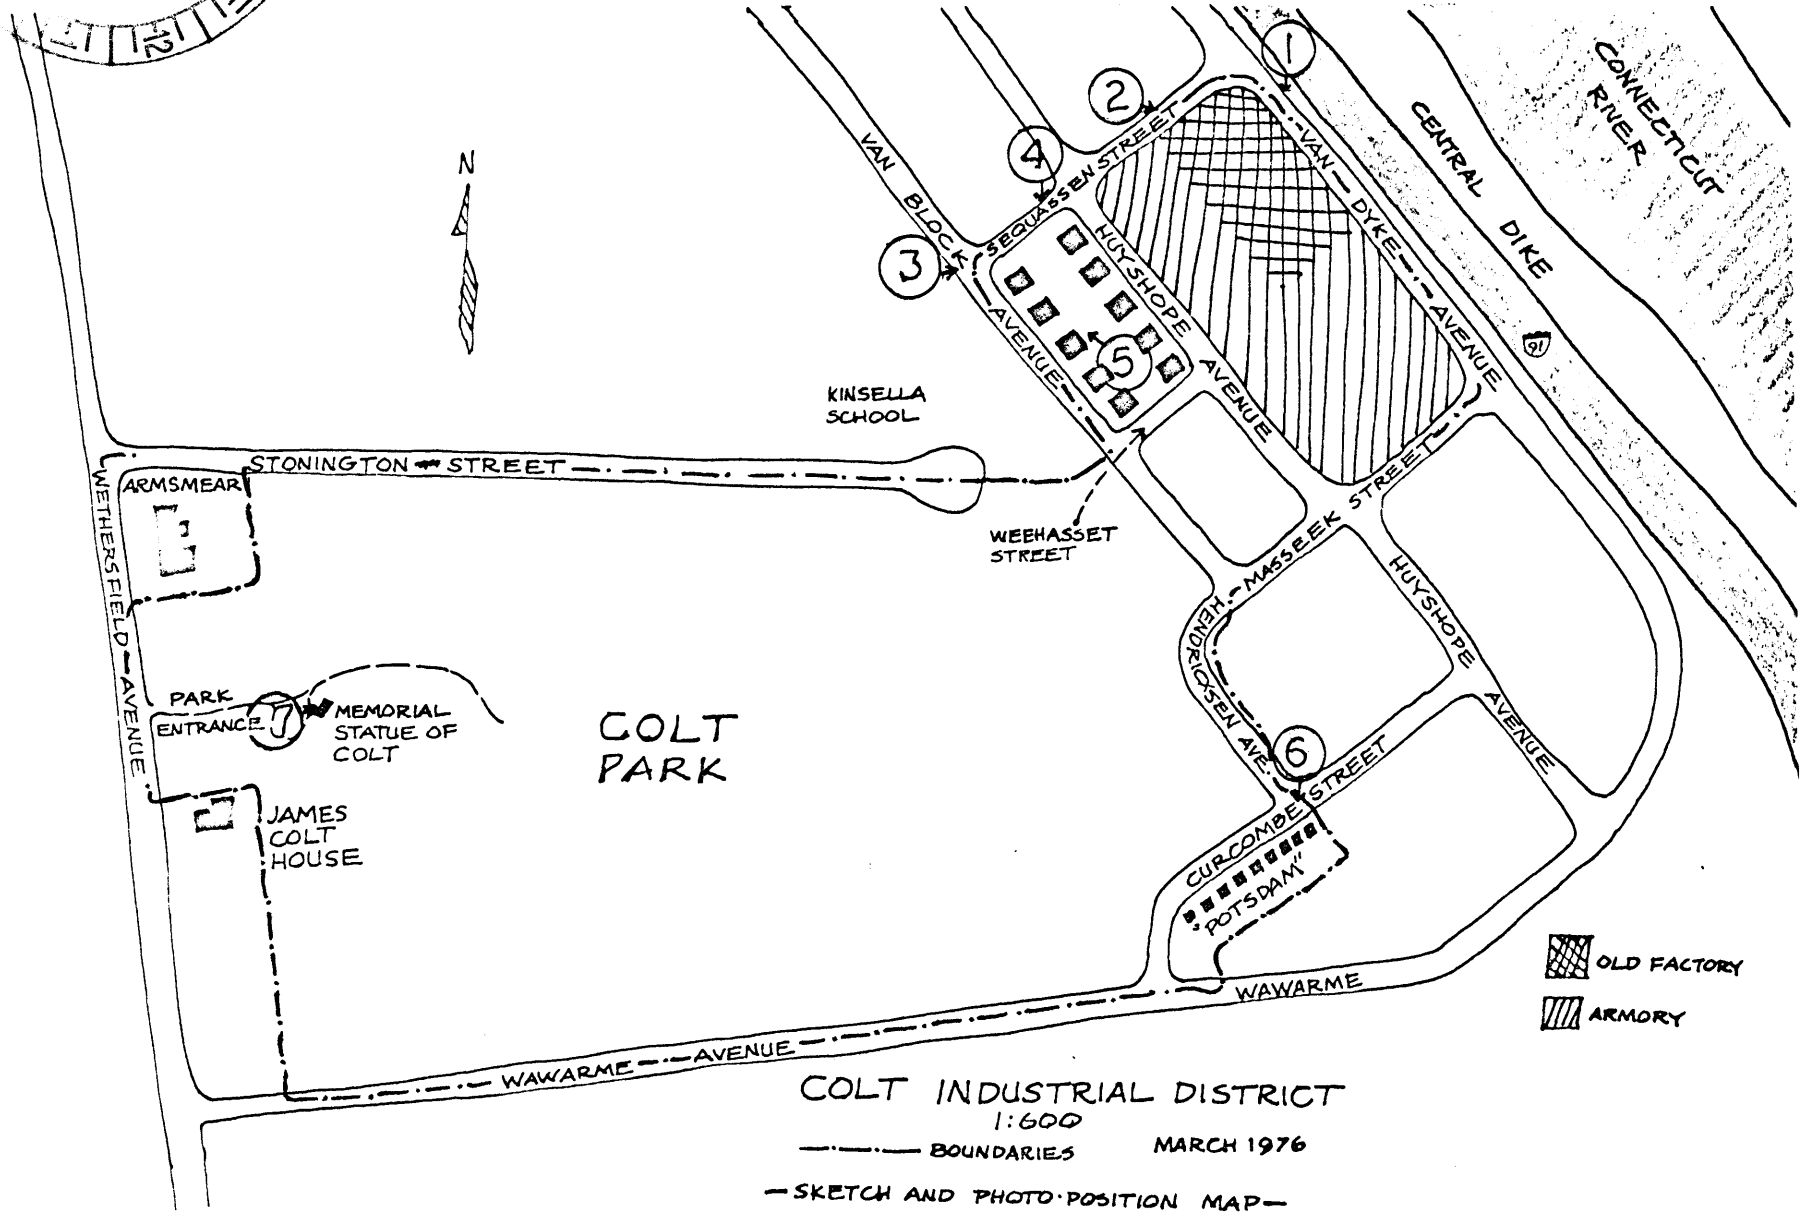 12
N
1
2
3
4
5
6
7
CONNECTICUT
RIVER
CENTRAL DIKE
91
VAN DYKE AVENUE
VAN BLOCK AVENUE
SEQUASSEN STREET
HUYSHOPE AVENUE
KINSELLA
SCHOOL
STONINGTON STREET
ARMSMEAR
WETHERSFIELD AVENUE
WEEHASSET
STREET
MASSEEK STREET
HENDRICXSEN AVE.
HUYSHOPE AVENUE
PARK
ENTRANCE
MEMORIAL
STATUE OF
COLT
COLT
PARK
JAMES
COLT
HOUSE
CURCOMBE STREET
"POTSDAM"
WAWARME
WAWARME AVENUE
OLD FACTORY
ARMORY
COLT INDUSTRIAL DISTRICT
1:600
BOUNDARIES MARCH 1976
—SKETCH AND PHOTO·POSITION MAP—